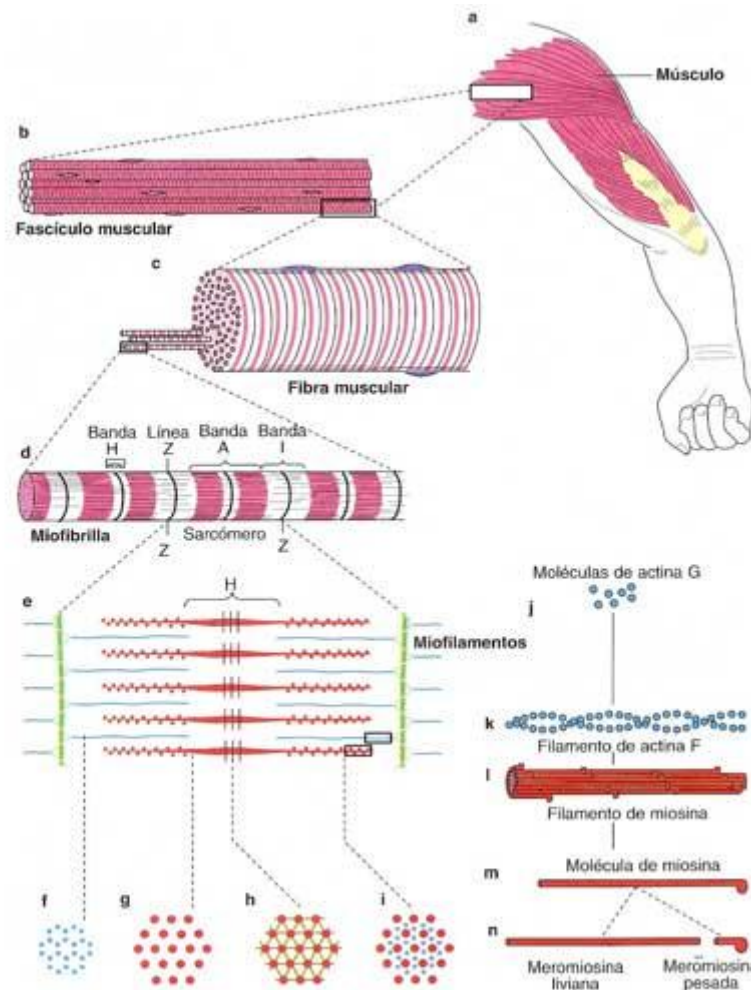 a
Músculo
b
Fascículo muscular
c
Fibra muscular
Banda
H
Línea
Z
Banda
A
Banda
I
d
Miofibrilla
Sarcómero
Z
Z
e
H
Miofilamentos
Moléculas de actina G
j
k
Filamento de actina F
l
Filamento de miosina
Molécula de miosina
m
n
Meromiosina
liviana
Meromiosina
pesada
f
g
h
i